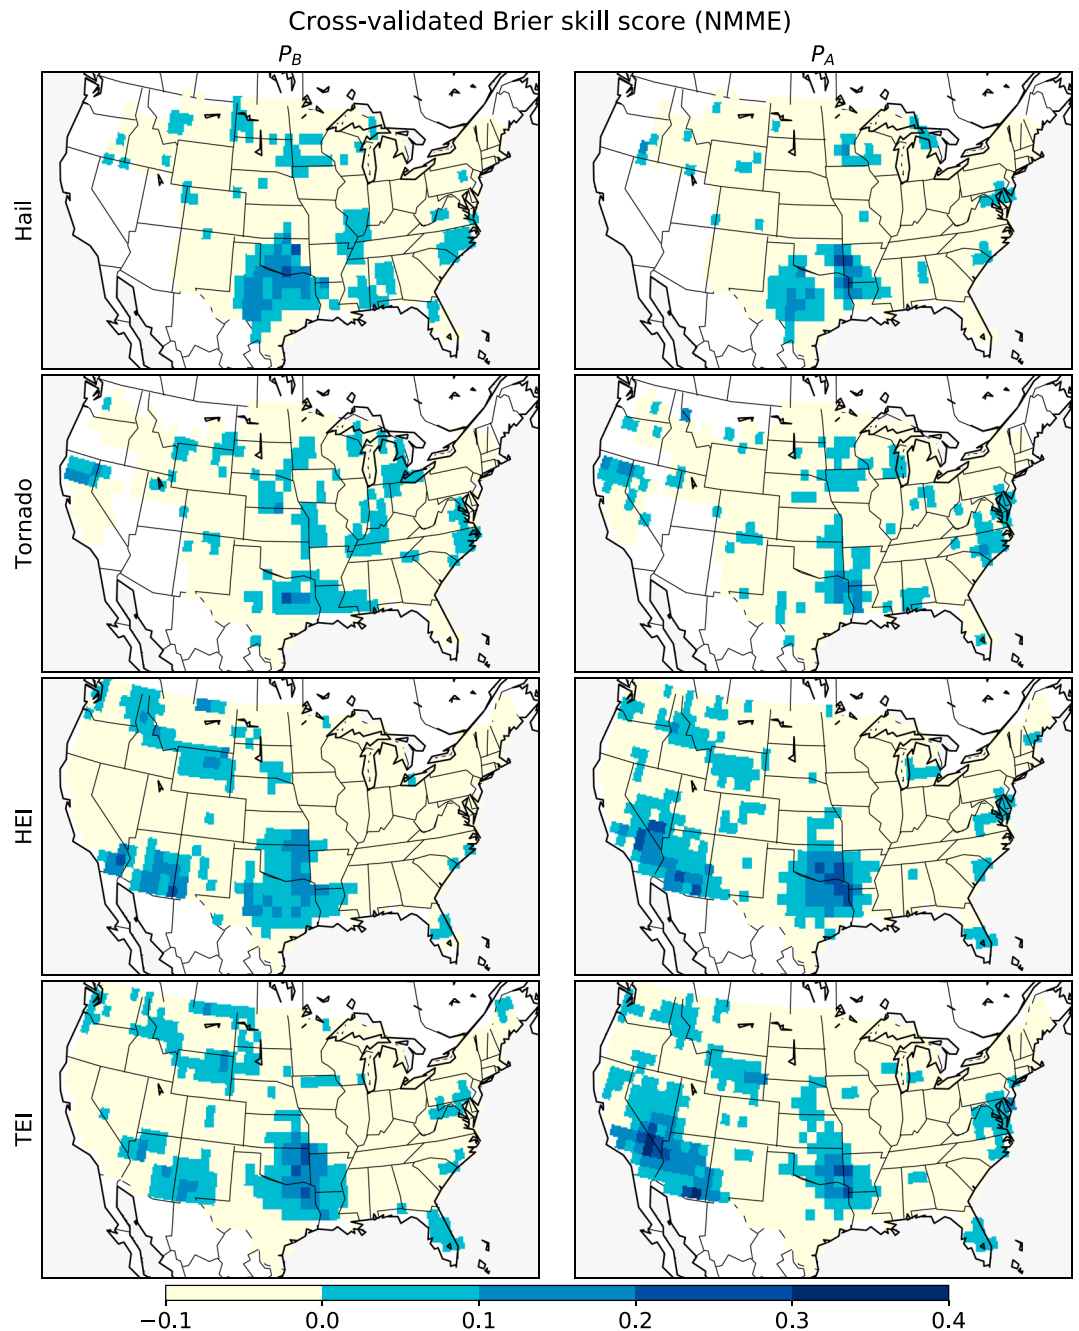 Cross-validated Brier skill score (NMME)
P_B P_A
Hail
Tornado
HEI
TEI
−0.1 0.0 0.1 0.2 0.3 0.4